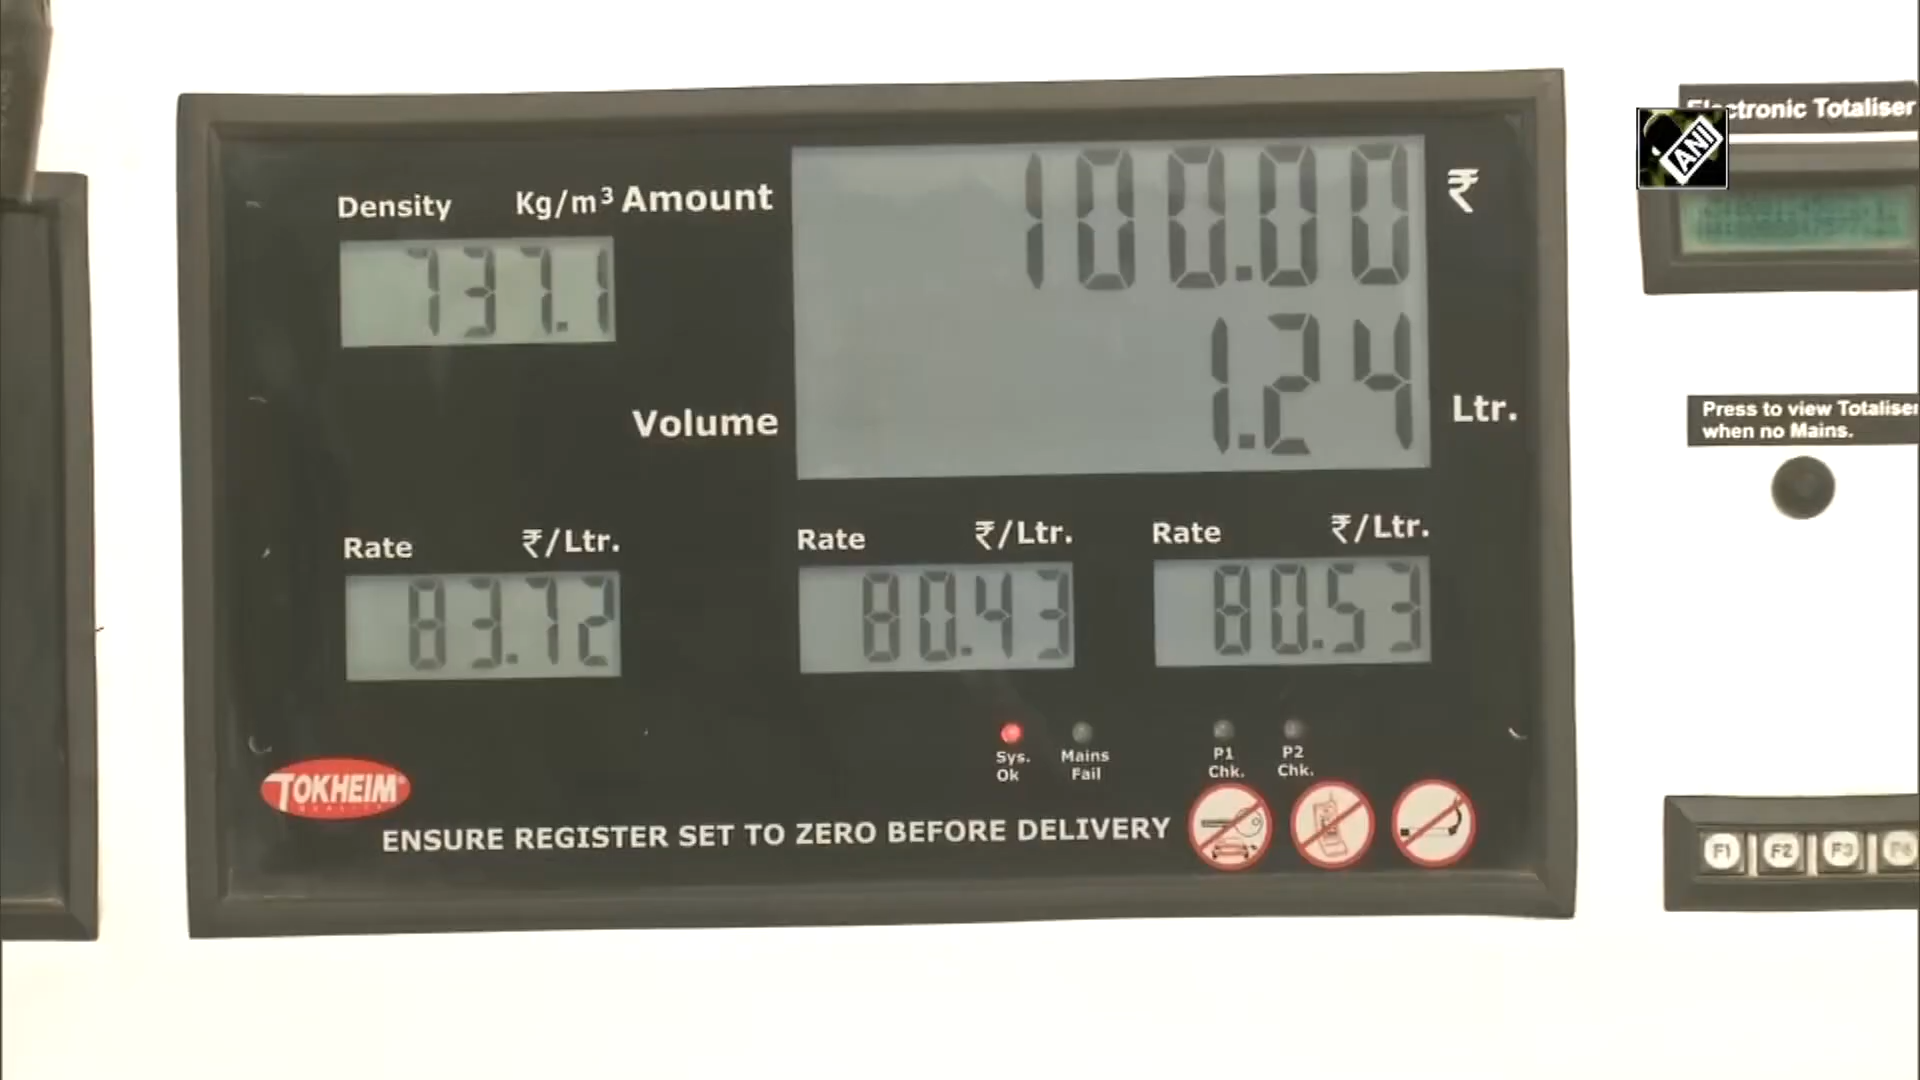 Electronic Totaliser
ANI
Density Kg/m³ Amount 100.00 ₹
737.1
Volume 1.24 Ltr.
Press to view Totaliser
when no Mains.
Rate ₹/Ltr. Rate ₹/Ltr. Rate ₹/Ltr.
83.72 80.43 80.53
Sys. Ok Mains Fail P1 Chk. P2 Chk.
TOKHEIM
ENSURE REGISTER SET TO ZERO BEFORE DELIVERY
F1 F2 F3